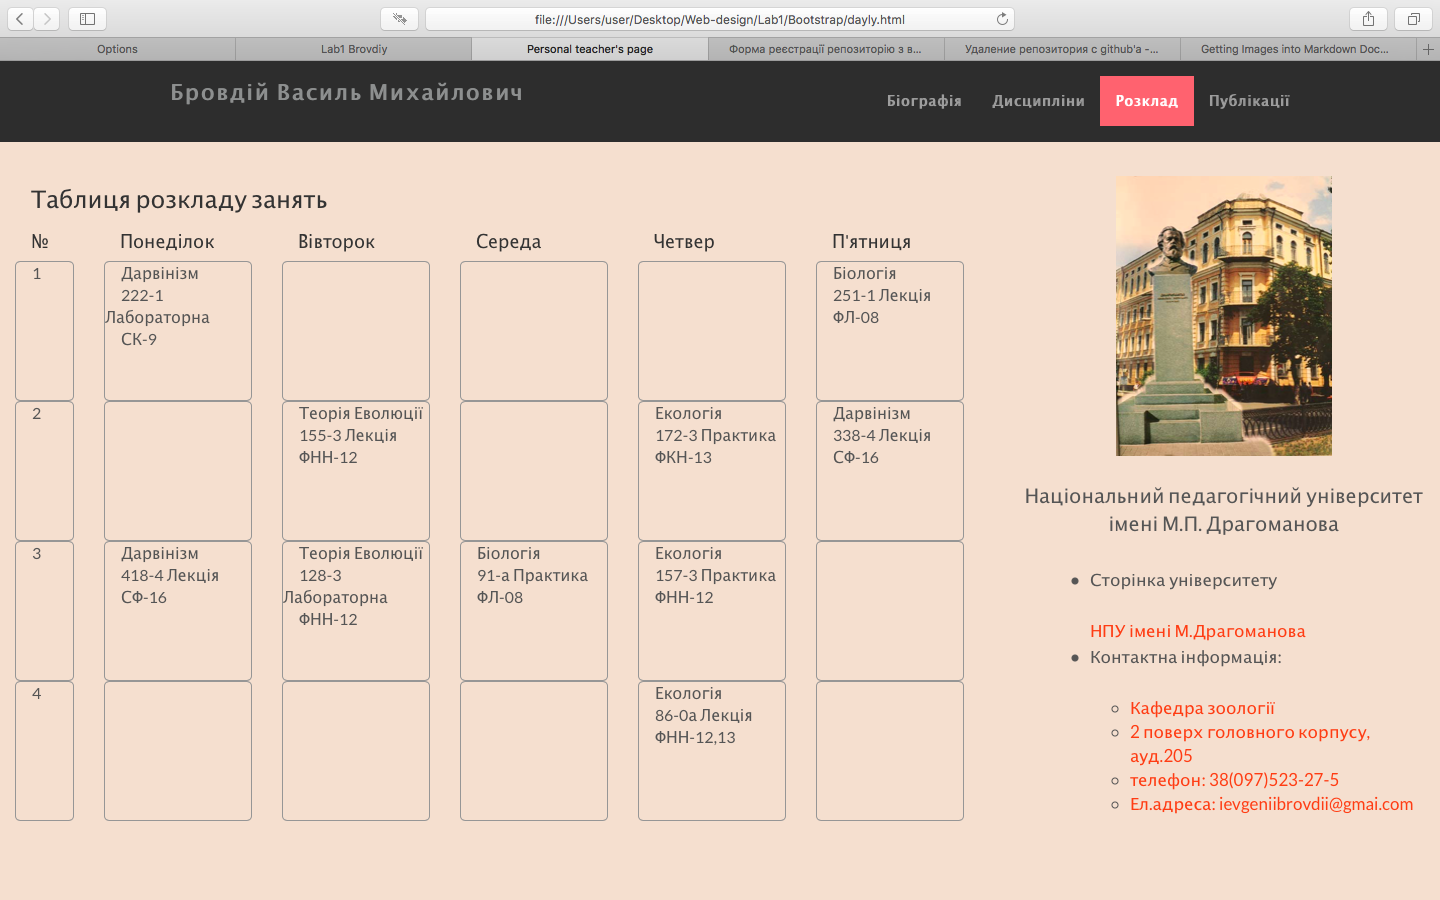 file:///Users/user/Desktop/Web-design/Lab1/Bootstrap/dayly.html
Options
Lab1 Brovdiy
Personal teacher's page
Форма реєстрації репозиторію з в...
Удаление репозитория с github'a -...
Getting Images into Markdown Doc...
Бровдій Василь Михайлович
Біографія
Дисципліни
Розклад
Публікації
Таблиця розкладу занять
№
Понеділок
Вівторок
Середа
Четвер
П'ятниця
1
Дарвінізм
222-1
Лабораторна
СК-9
Біологія
251-1 Лекція
ФЛ-08
2
Теорія Еволюції
155-3 Лекція
ФНН-12
Екологія
172-3 Практика
ФКН-13
Дарвінізм
338-4 Лекція
СФ-16
3
Дарвінізм
418-4 Лекція
СФ-16
Теорія Еволюції
128-3
Лабораторна
ФНН-12
Біологія
91-а Практика
ФЛ-08
Екологія
157-3 Практика
ФНН-12
4
Екологія
86-0а Лекція
ФНН-12,13
Національний педагогічний університет
імені М.П. Драгоманова
Сторінка університету
НПУ імені М.Драгоманова
Контактна інформація:
Кафедра зоології
2 поверх головного корпусу,
ауд.205
телефон: 38(097)523-27-5
Ел.адреса: ievgeniibrovdii@gmai.com